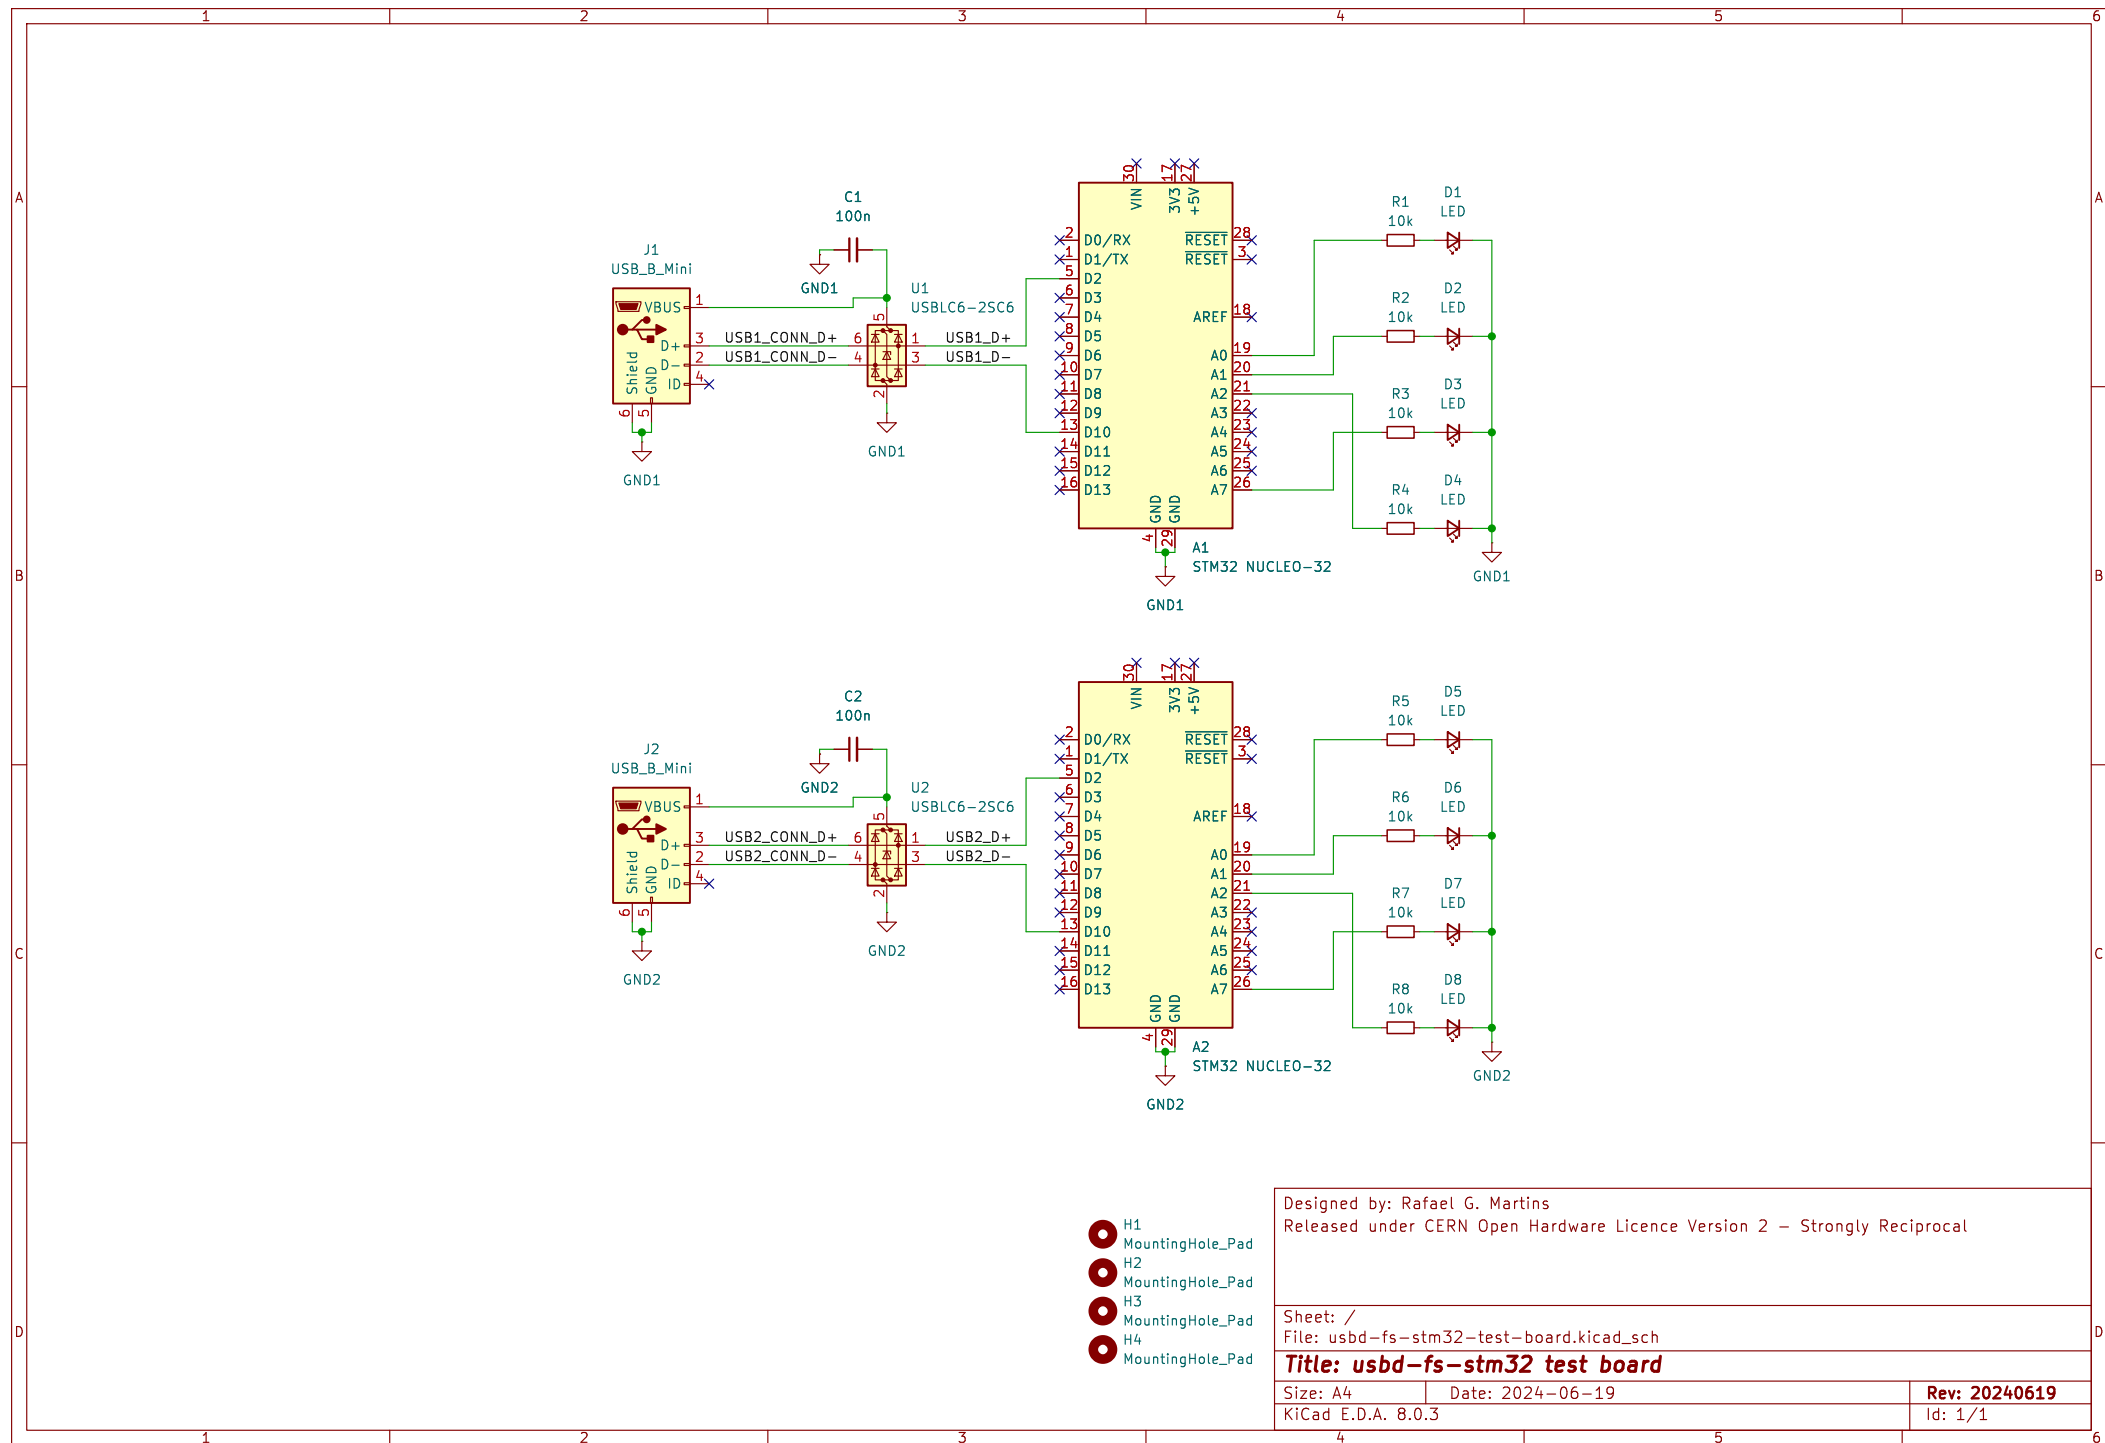 1 2 3 4 5 6
A A
B B
C C
D D
C1
100n
GND1
J1
USB_B_Mini
VBUS 1
D+ 3
D- 2
ID 4
Shield 6
GND 5
GND1
USB1_CONN_D+
USB1_CONN_D-
U1
USBLC6-2SC6
5
6 1
4 3
2
GND1
USB1_D+
USB1_D-
30 17 27
VIN 3V3 +5V
2 D0/RX RESET 28
1 D1/TX RESET 3
5 D2
6 D3
7 D4 AREF 18
8 D5
9 D6 A0 19
10 D7 A1 20
11 D8 A2 21
12 D9 A3 22
13 D10 A4 23
14 D11 A5 24
15 D12 A6 25
16 D13 A7 26
GND GND
4 29
A1
STM32 NUCLEO-32
GND1
R1
10k
D1
LED
R2
10k
D2
LED
R3
10k
D3
LED
R4
10k
D4
LED
GND1
C2
100n
GND2
J2
USB_B_Mini
VBUS 1
D+ 3
D- 2
ID 4
Shield 6
GND 5
GND2
USB2_CONN_D+
USB2_CONN_D-
U2
USBLC6-2SC6
5
6 1
4 3
2
GND2
USB2_D+
USB2_D-
30 17 27
VIN 3V3 +5V
2 D0/RX RESET 28
1 D1/TX RESET 3
5 D2
6 D3
7 D4 AREF 18
8 D5
9 D6 A0 19
10 D7 A1 20
11 D8 A2 21
12 D9 A3 22
13 D10 A4 23
14 D11 A5 24
15 D12 A6 25
16 D13 A7 26
GND GND
4 29
A2
STM32 NUCLEO-32
GND2
R5
10k
D5
LED
R6
10k
D6
LED
R7
10k
D7
LED
R8
10k
D8
LED
GND2
H1
MountingHole_Pad
H2
MountingHole_Pad
H3
MountingHole_Pad
H4
MountingHole_Pad
Designed by: Rafael G. Martins
Released under CERN Open Hardware Licence Version 2 - Strongly Reciprocal
Sheet: /
File: usbd-fs-stm32-test-board.kicad_sch
Title: usbd-fs-stm32 test board
Size: A4 Date: 2024-06-19 Rev: 20240619
KiCad E.D.A. 8.0.3 Id: 1/1
1 2 3 4 5 6